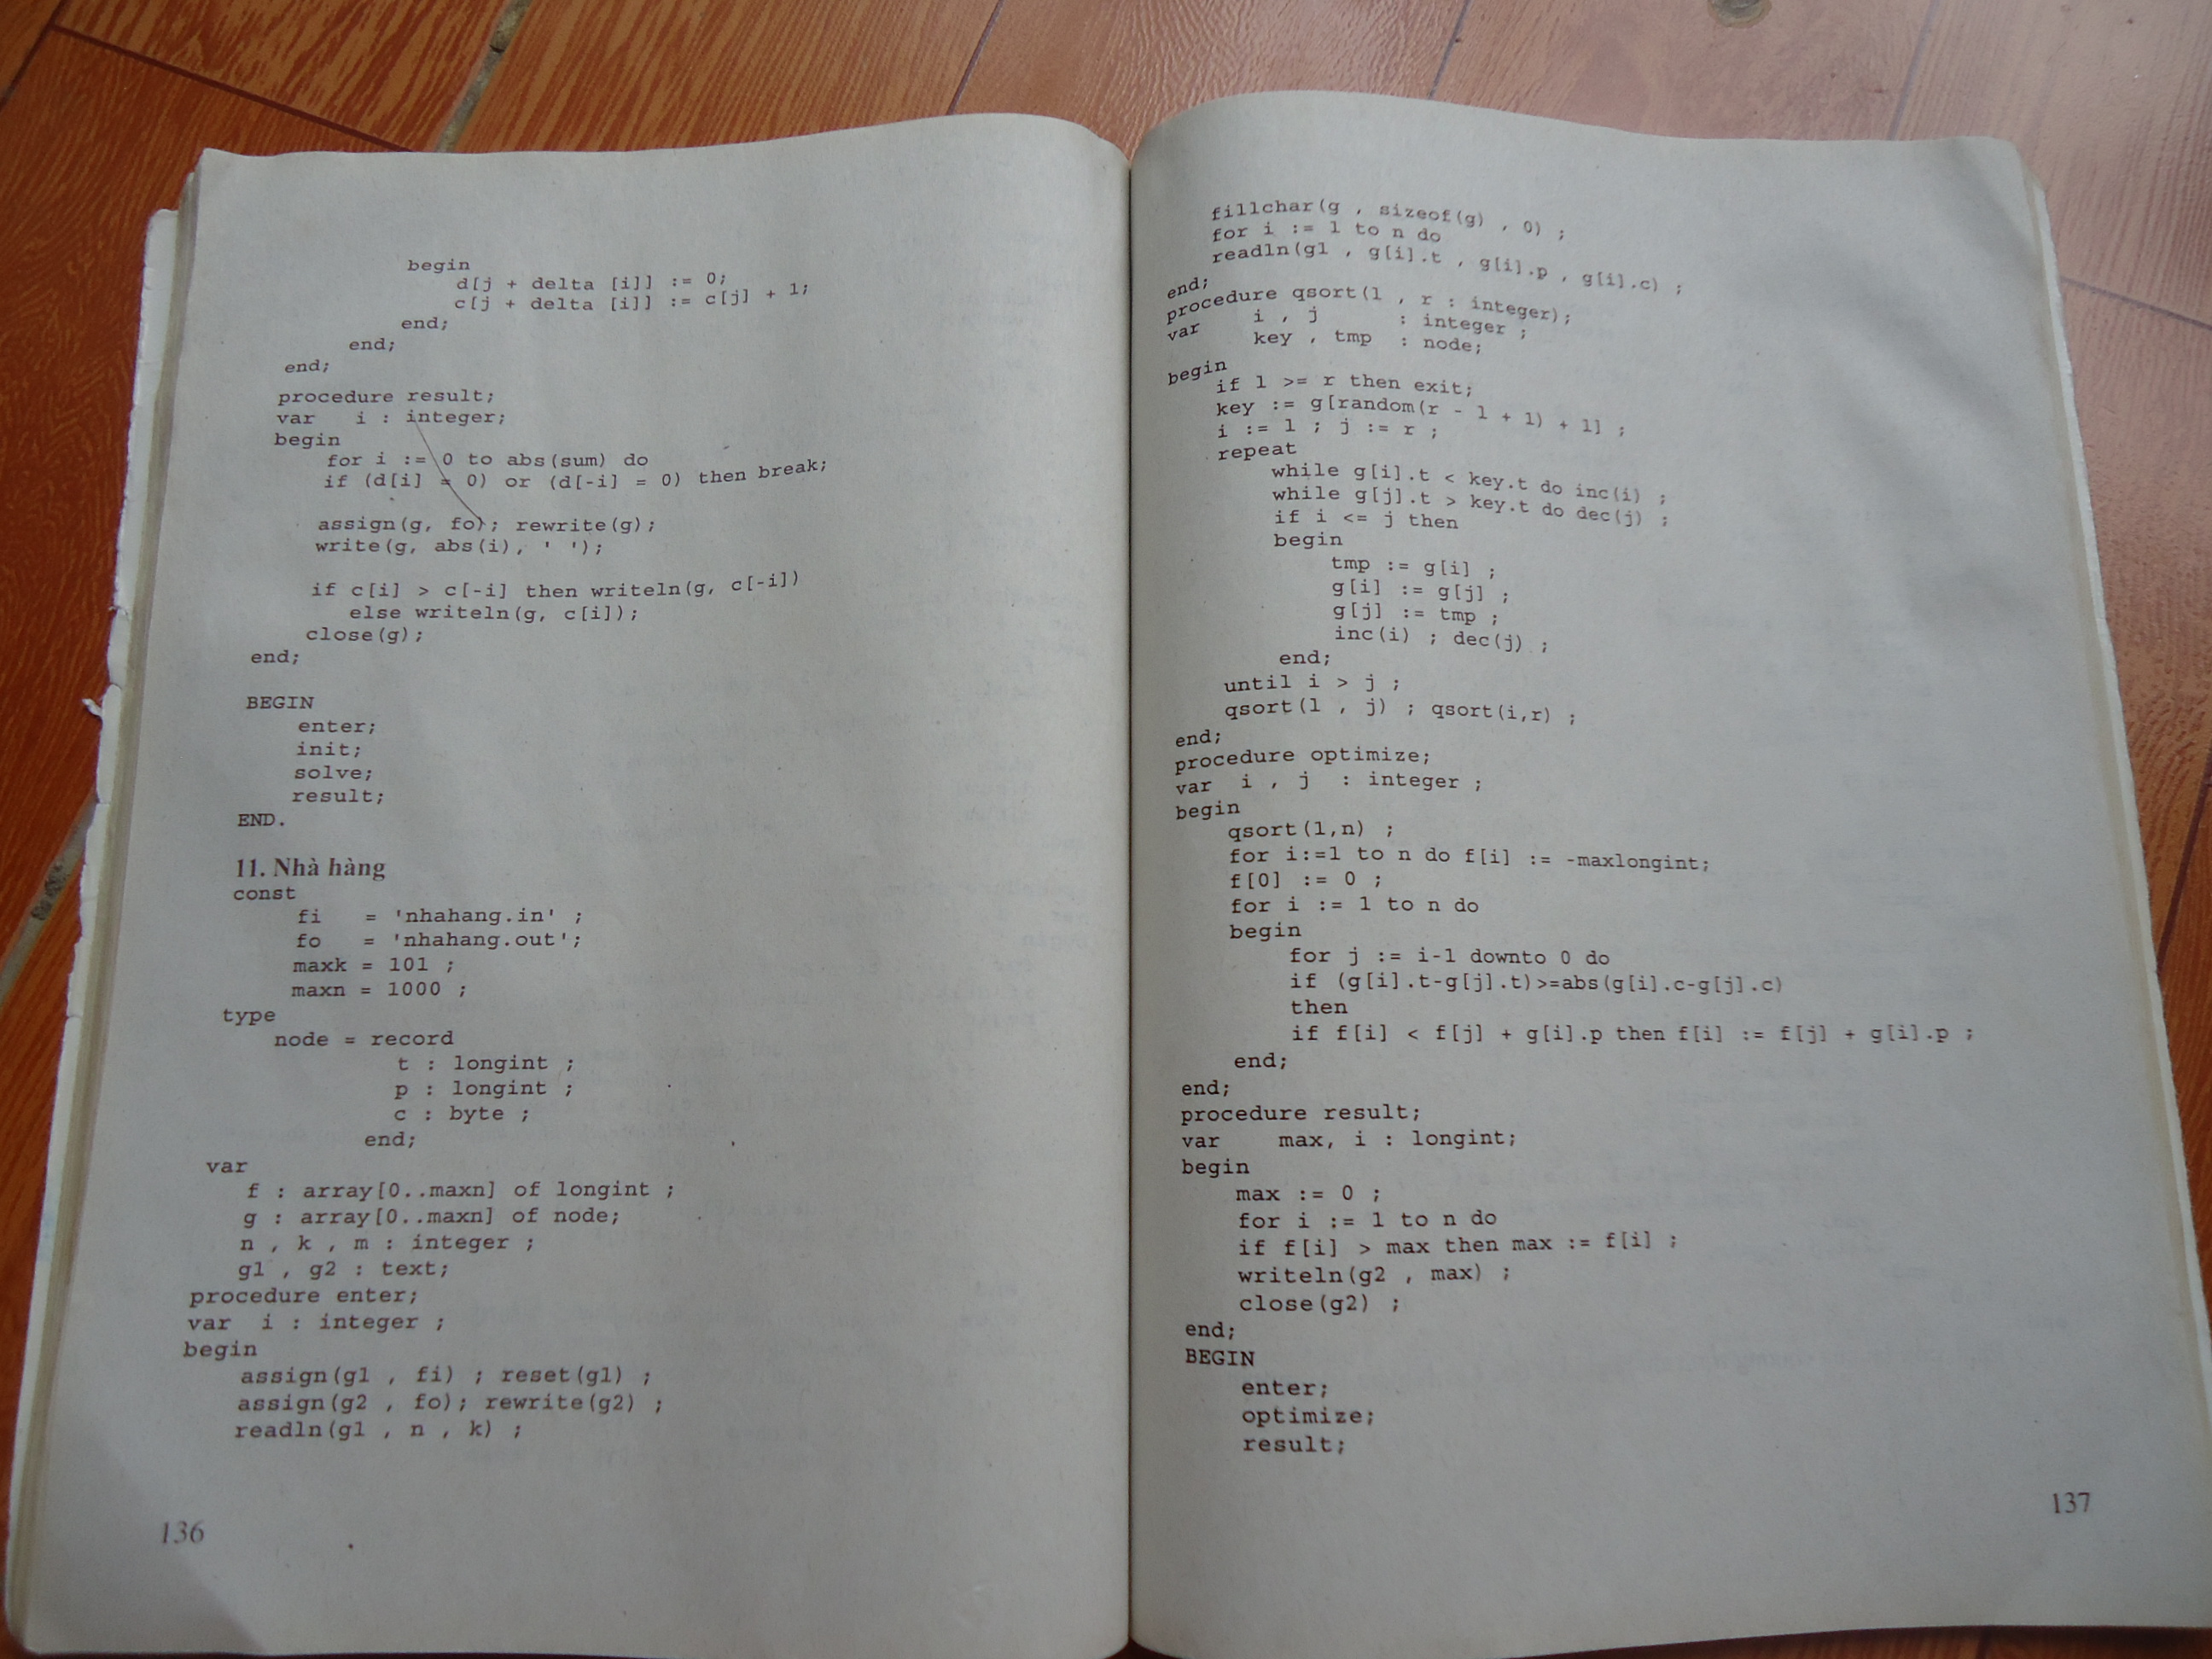 begin
d[j + delta [i]] := 0;
c[j + delta [i]] := c[j] + 1;
end;
end;
end;
procedure result;
var i : integer;
begin
for i := 0 to abs(sum) do
if (d[i] = 0) or (d[-i] = 0) then break;
assign(g, fo); rewrite(g);
write(g, abs(i), ' ');
if c[i] > c[-i] then writeln(g, c[-i])
else writeln(g, c[i]);
close(g);
end;
BEGIN
enter;
init;
solve;
result;
END.
11. Nhà hàng
const
fi = 'nhahang.in' ;
fo = 'nhahang.out';
maxk = 101 ;
maxn = 1000 ;
type
node = record
t : longint ;
p : longint ;
c : byte ;
end;
var
f : array[0..maxn] of longint ;
g : array[0..maxn] of node;
n , k , m : integer ;
g1 , g2 : text;
procedure enter;
var i : integer ;
begin
assign(g1 , fi) ; reset(g1) ;
assign(g2 , fo); rewrite(g2) ;
readln(g1 , n , k) ;
136
fillchar(g , sizeof(g) , 0) ;
for i := 1 to n do
readln(g1 , g[i].t , g[i].p , g[i].c) ;
end;
procedure qsort(l , r : integer);
var i , j : integer ;
key , tmp : node;
begin
if l >= r then exit;
key := g[random(r - l + 1) + l] ;
i := l ; j := r ;
repeat
while g[i].t < key.t do inc(i) ;
while g[j].t > key.t do dec(j) ;
if i <= j then
begin
tmp := g[i] ;
g[i] := g[j] ;
g[j] := tmp ;
inc(i) ; dec(j) ;
end;
until i > j ;
qsort(l , j) ; qsort(i,r) ;
end;
procedure optimize;
var i , j : integer ;
begin
qsort(1,n) ;
for i:=1 to n do f[i] := -maxlongint;
f[0] := 0 ;
for i := 1 to n do
begin
for j := i-1 downto 0 do
if (g[i].t-g[j].t)>=abs(g[i].c-g[j].c)
then
if f[i] < f[j] + g[i].p then f[i] := f[j] + g[i].p ;
end;
end;
procedure result;
var max, i : longint;
begin
max := 0 ;
for i := 1 to n do
if f[i] > max then max := f[i] ;
writeln(g2 , max) ;
close(g2) ;
end;
BEGIN
enter;
optimize;
result;
137